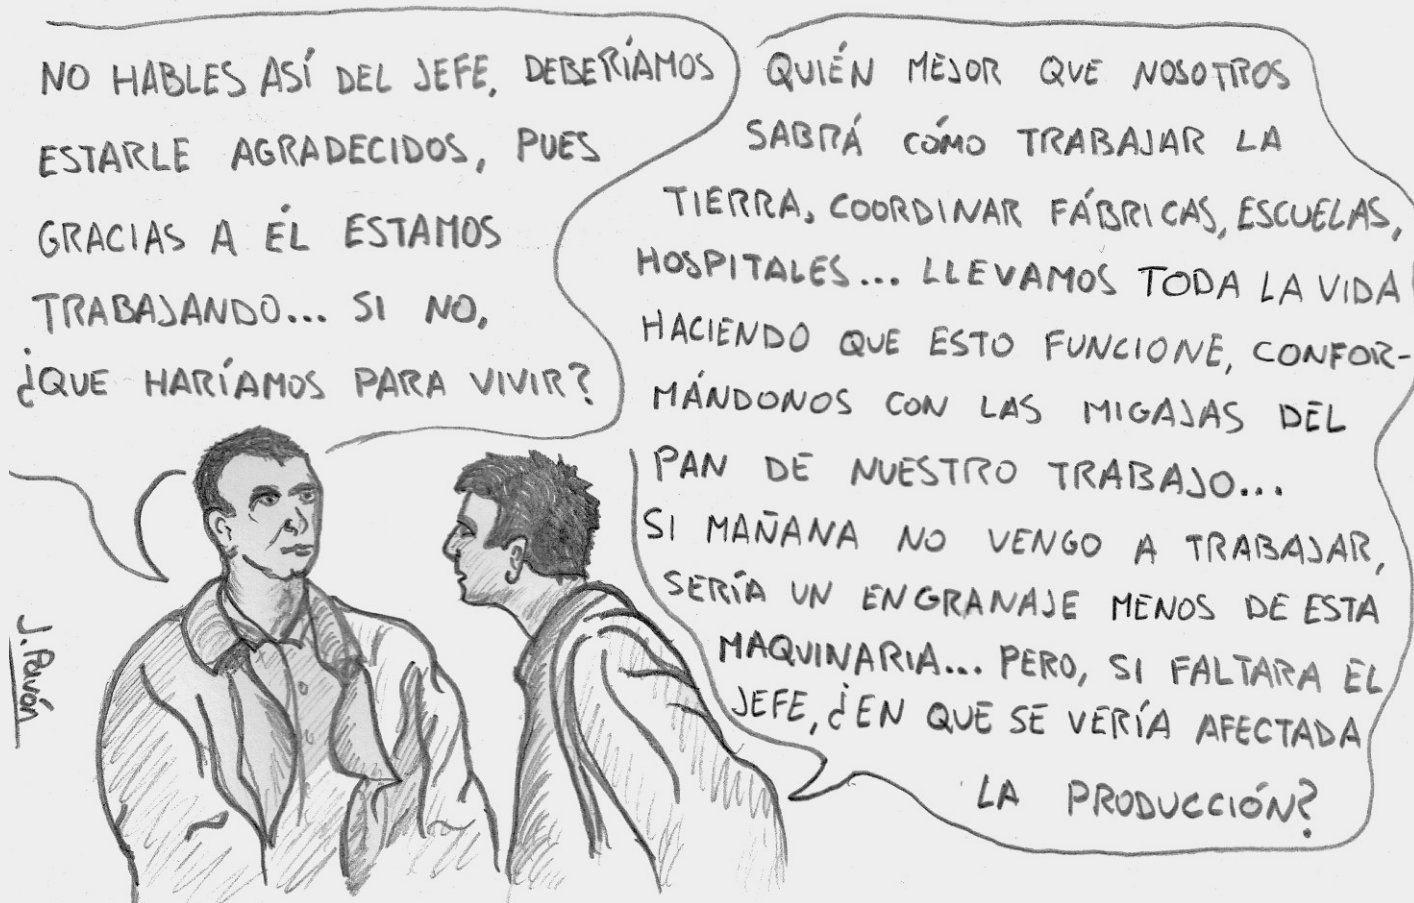 NO HABLES ASÍ DEL JEFE, DEBERÍAMOS
ESTARLE AGRADECIDOS, PUES
GRACIAS A ÉL ESTAMOS
TRABAJANDO... SI NO,
¿QUE HARÍAMOS PARA VIVIR?
QUIÉN MEJOR QUE NOSOTROS
SABRÁ CÓMO TRABAJAR LA
TIERRA, COORDINAR FÁBRICAS, ESCUELAS,
HOSPITALES... LLEVAMOS TODA LA VIDA
HACIENDO QUE ESTO FUNCIONE, CONFOR-
MÁNDONOS CON LAS MIGAJAS DEL
PAN DE NUESTRO TRABAJO...
SI MAÑANA NO VENGO A TRABAJAR,
SERÍA UN ENGRANAJE MENOS DE ESTA
MAQUINARIA... PERO, SI FALTARA EL
JEFE, ¿EN QUE SE VERÍA AFECTADA
LA PRODUCCIÓN?
J. Pavón